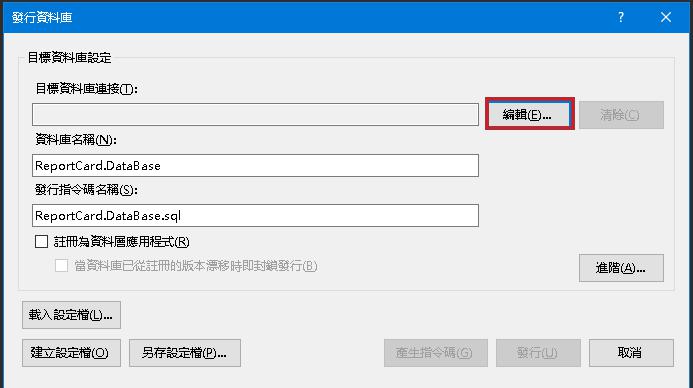 發行資料庫
目標資料庫設定
目標資料庫連接(T):
編輯(E)... 清除(C)
資料庫名稱(N):
ReportCard.DataBase
發行指令碼名稱(S):
ReportCard.DataBase.sql
註冊為資料層應用程式(R)
當資料庫已從註冊的版本漂移時即封鎖發行(B)
進階(A)...
載入設定檔(L)...
建立設定檔(O) 另存設定檔(P)... 產生指令碼(G) 發行(U) 取消